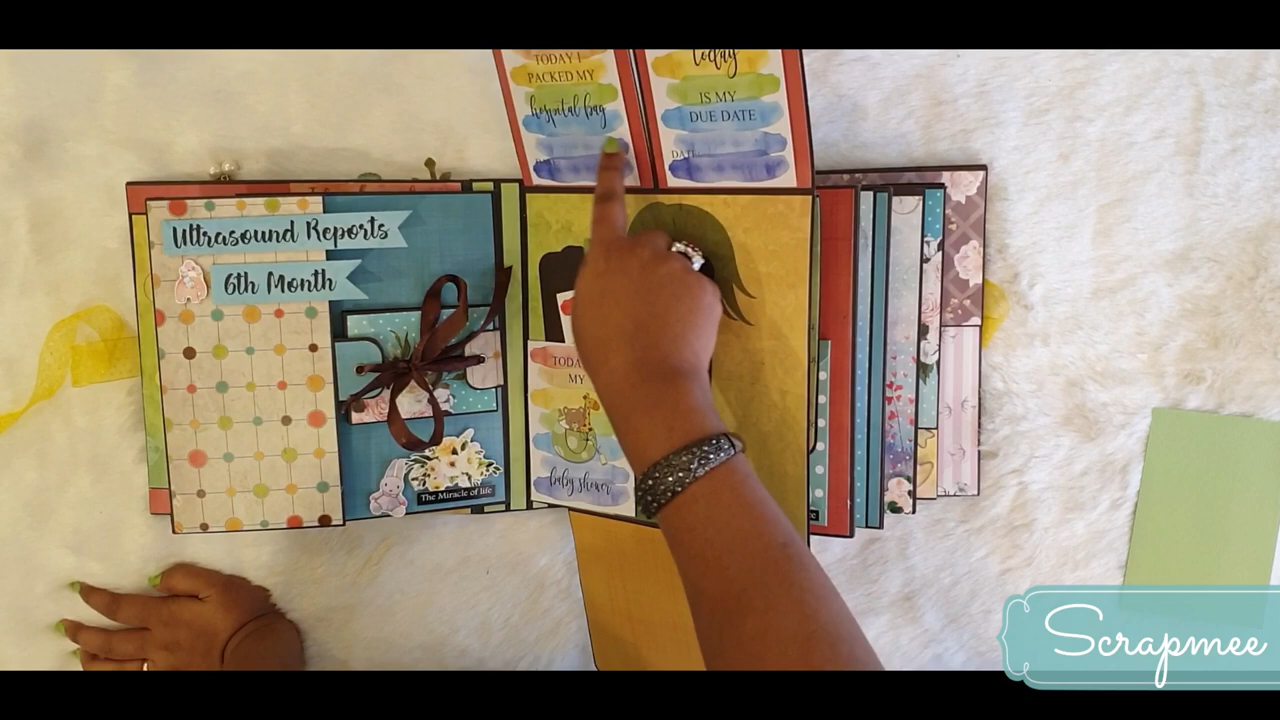 TODAY I
PACKED MY
hospital bag
today
IS MY
DUE DATE
DATE
Ultrasound Reports
6th Month
MY
baby shower
The Miracle of life
Scrapmee